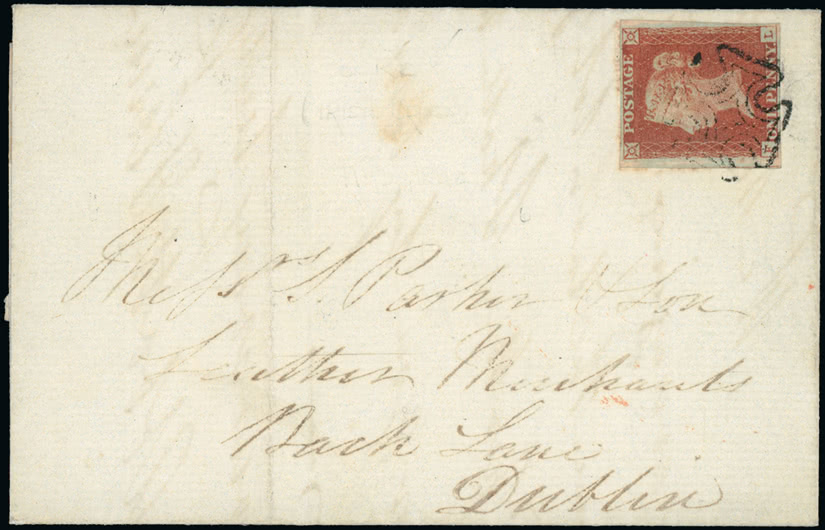 POSTAGE
ONE PENNY
F L
Messrs S. Parker & Son
Leather Merchants
Back Lane
Dublin